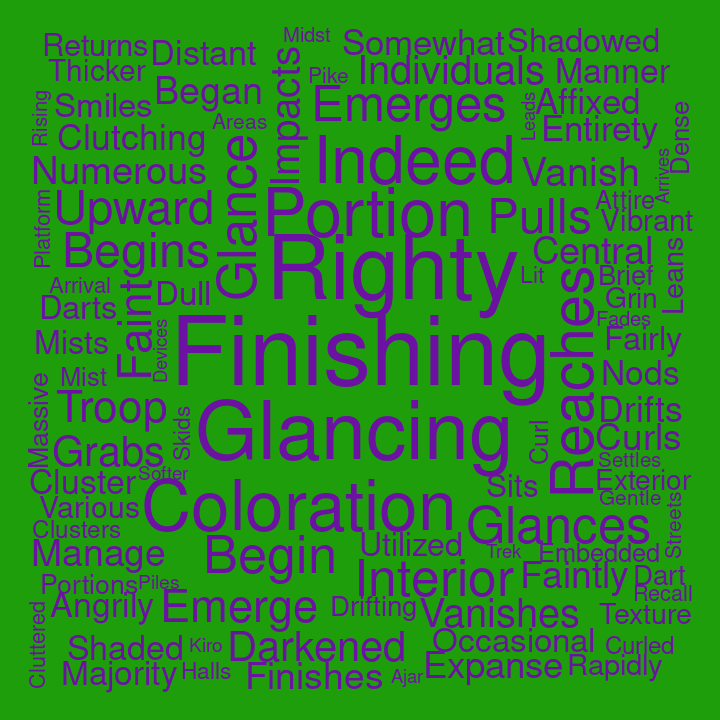 Midst
Returns
Distant
Somewhat
Shadowed
Thicker
Pike
Individuals
Manner
Rising
Smiles
Began
Impacts
Emerges
Leads
Affixed
Clutching
Areas
Entirety
Dense
Numerous
Glance
Indeed
Vanish
Arrives
Platform
Upward
Portion
Pulls
Attire
Vibrant
Begins
Righty
Central
Leans
Arrival
Faint
Dull
Lit
Brief
Darts
Reaches
Grin
Fades
Mists
Devices
Finishing
Fairly
Massive
Mist
Nods
Troop
Skids
Glancing
Curl
Drifts
Grabs
Curls
Softer
Settles
Cluster
Coloration
Sits
Exterior
Various
Gentle
Clusters
Glances
Streets
Manage
Begin
Utilized
Trek
Embedded
Portions
Piles
Interior
Faintly
Dart
Recall
Angrily
Emerge
Drifting
Vanishes
Texture
Cluttered
Shaded
Kiro
Darkened
Occasional
Curled
Majority
Halls
Finishes
Ajar
Expanse
Rapidly